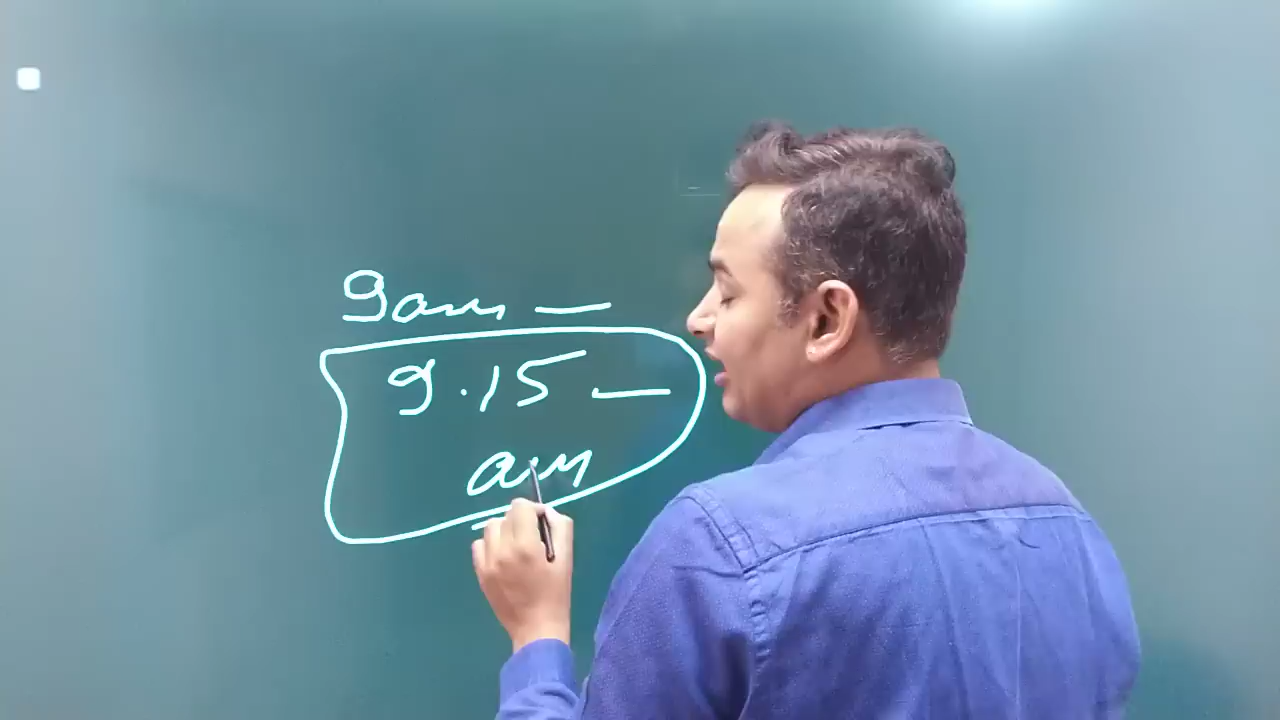 9am —
9.15 —
am